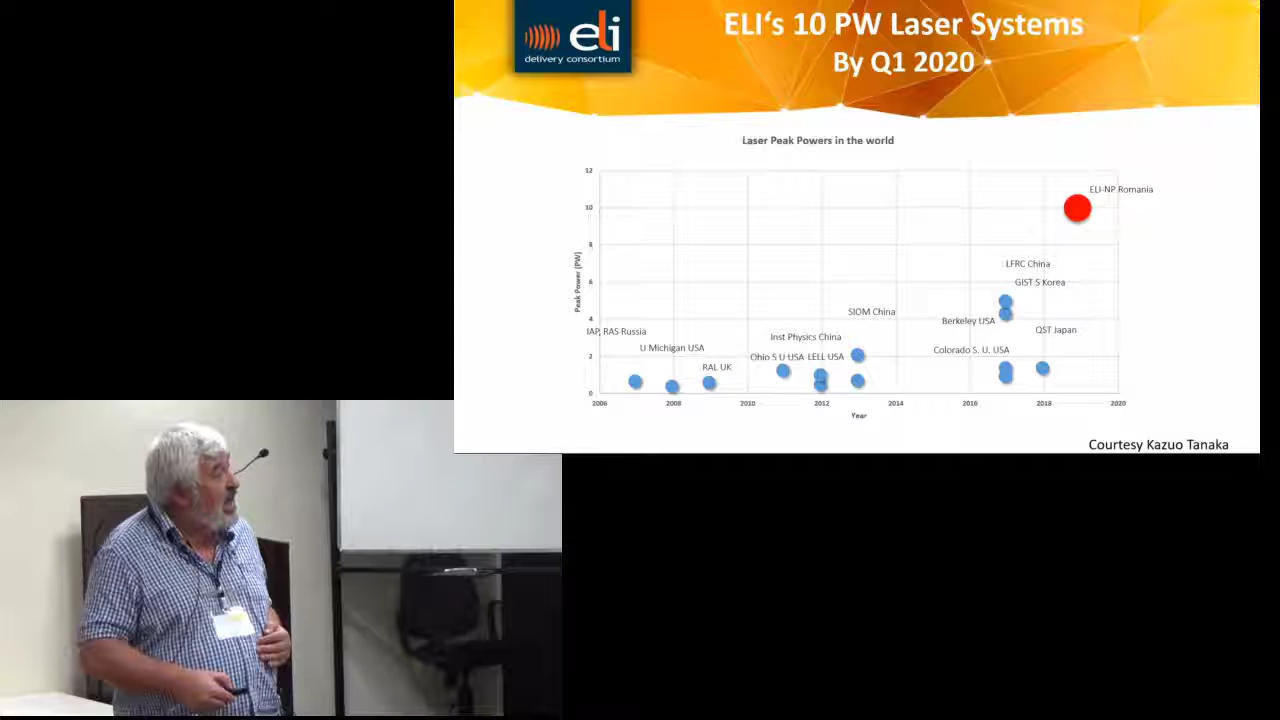 eli
delivery consortium
ELI‘s 10 PW Laser Systems
By Q1 2020
Laser Peak Powers in the world
12
10
8
6
4
2
0
Peak Power (PW)
ELI-NP Romania
LFRC China
GIST S Korea
SIOM China
Berkeley USA
QST Japan
IAP, RAS Russia
Inst Physics China
U Michigan USA
Colorado S. U. USA
Ohio S U USA
LELL USA
RAL UK
2006
2008
2010
2012
2014
2016
2018
2020
Year
Courtesy Kazuo Tanaka